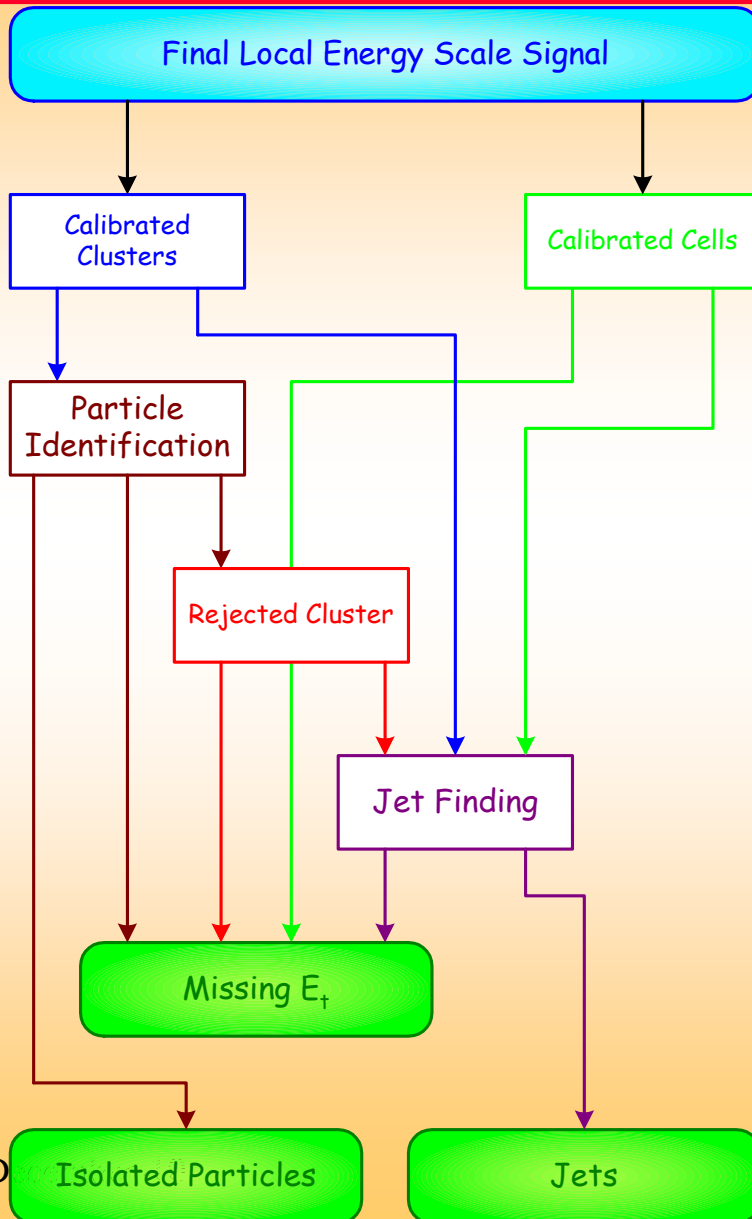 Final Local Energy Scale Signal
Calibrated
Clusters
Calibrated Cells
Particle
Identification
Rejected Cluster
Jet Finding
Missing Et
Isolated Particles
Jets